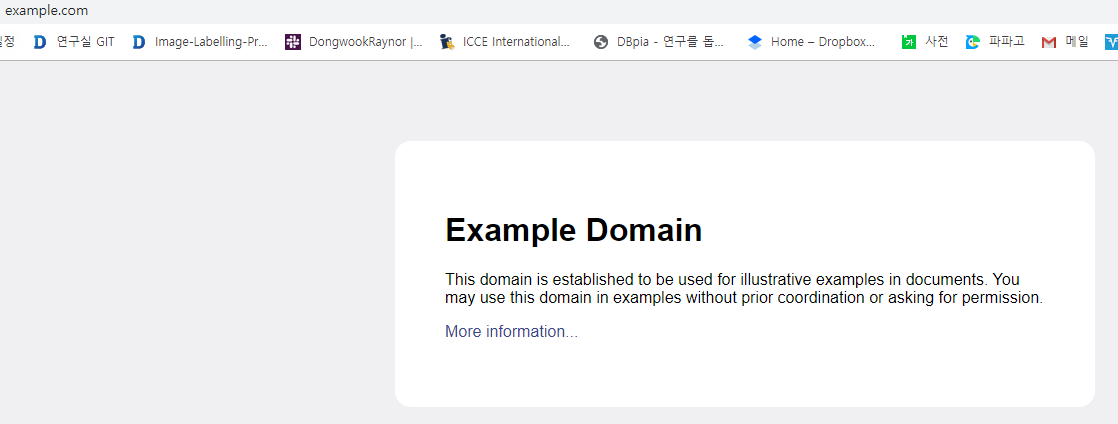 example.com
정 연구실 GIT Image-Labelling-Pr... DongwookRaynor |... ICCE International... DBpia - 연구를 돕... Home – Dropbox... 사전 파파고 메일
Example Domain
This domain is established to be used for illustrative examples in documents. You
may use this domain in examples without prior coordination or asking for permission.
More information...